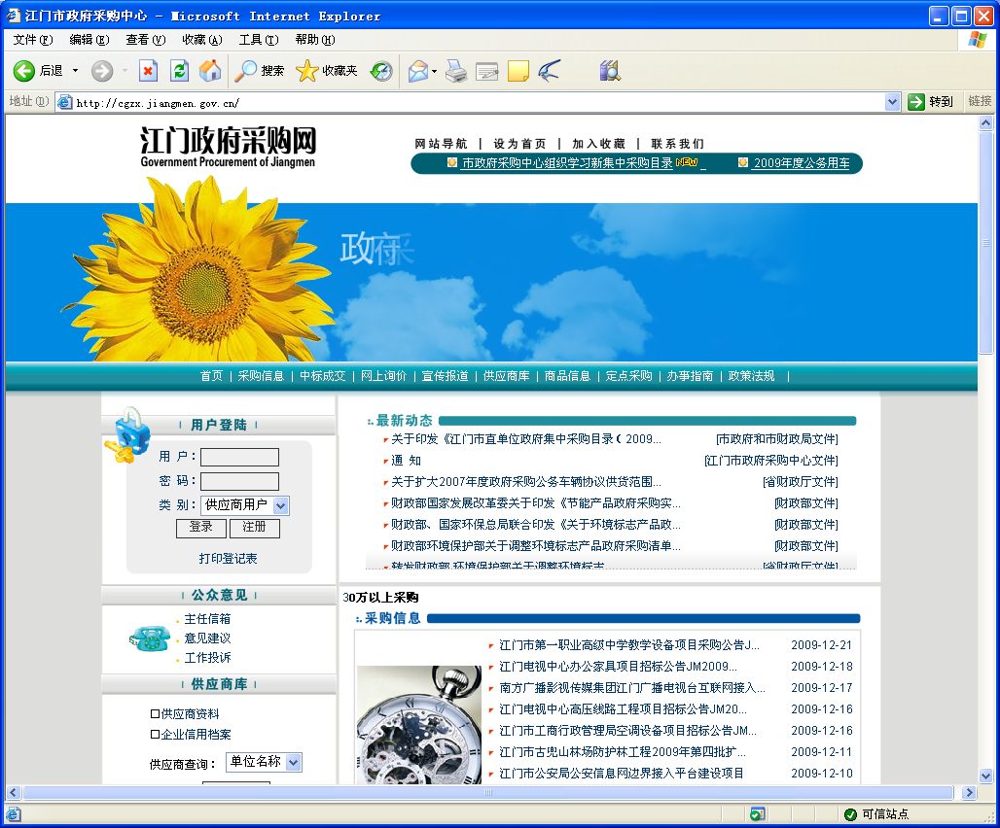 江门市政府采购中心 - Microsoft Internet Explorer
文件(F) 编辑(E) 查看(V) 收藏(A) 工具(T) 帮助(H)
后退 搜索 收藏夹
地址(D) http://cgzx.jiangmen.gov.cn/ 转到 链接
江门政府采购网
Government Procurement of Jiangmen
网站导航 | 设为首页 | 加入收藏 | 联系我们
市政府采购中心组织学习新集中采购目录 NEW 2009年度公务用车
政府采
首页 | 采购信息 | 中标成交 | 网上询价 | 宣传报道 | 供应商库 | 商品信息 | 定点采购 | 办事指南 | 政策法规 |
用户登陆
用 户：
密 码：
类 别： 供应商用户
登录 注册
打印登记表
公众意见
主任信箱
意见建议
工作投诉
供应商库
口供应商资料
口企业信用档案
供应商查询： 单位名称
最新动态
关于印发《江门市直单位政府集中采购目录（ 2009... [市政府和市财政局文件]
通 知 [江门市政府采购中心文件]
关于扩大2007年度政府采购公务车辆协议供货范围... [省财政厅文件]
财政部国家发展改革委关于印发《节能产品政府采购实... [财政部文件]
财政部、国家环保总局联合印发《关于环境标志产品政... [财政部文件]
财政部环境保护部关于调整环境标志产品政府采购清单... [财政部文件]
转发财政部 环境保护部关于调整环境标志... [省财政厅文件]
30万以上采购
采购信息
江门市第一职业高级中学教学设备项目采购公告J... 2009-12-21
江门电视中心办公家具项目招标公告JM2009... 2009-12-18
南方广播影视传媒集团江门广播电视台互联网接入... 2009-12-17
江门电视中心高压线路工程项目招标公告JM20... 2009-12-16
江门市工商行政管理局空调设备项目招标公告JM... 2009-12-16
江门市古兜山林场防护林工程2009年第四批扩... 2009-12-11
江门市公安局公安信息网边界接入平台建设项目 2009-12-10
可信站点